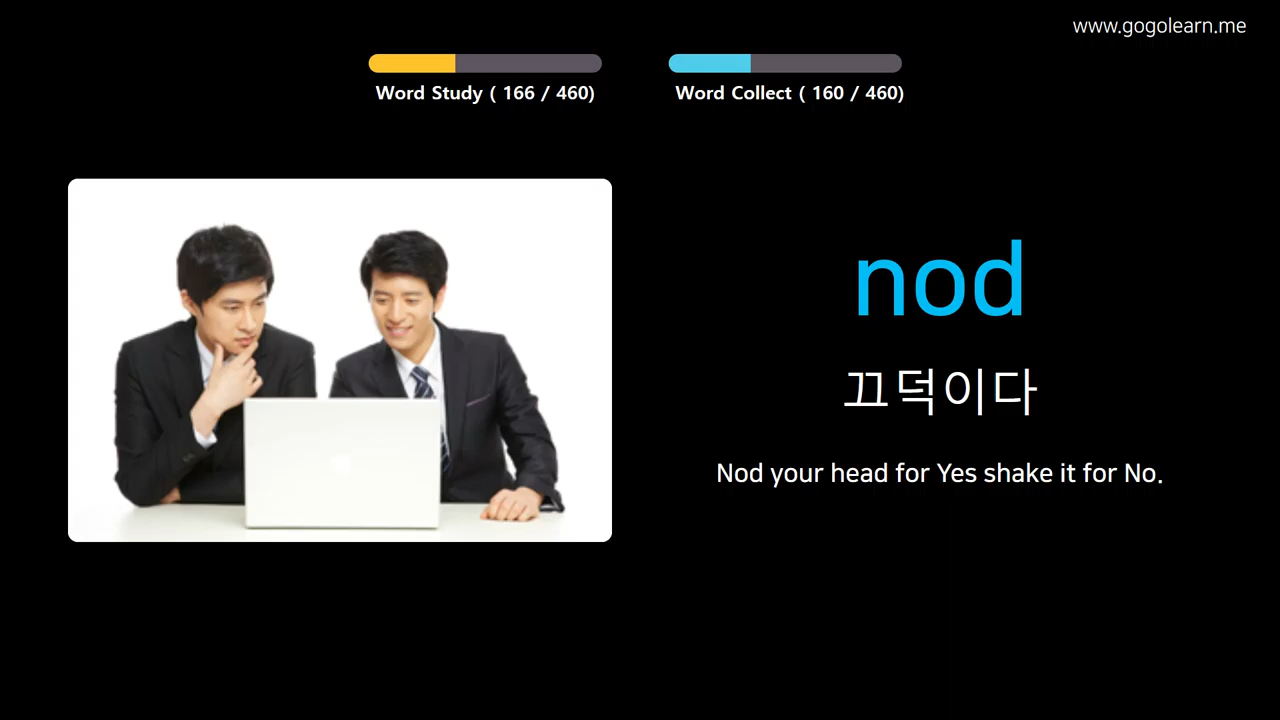 www.gogolearn.me
Word Study ( 166 / 460)
Word Collect ( 160 / 460)
nod
끄덕이다
Nod your head for Yes shake it for No.